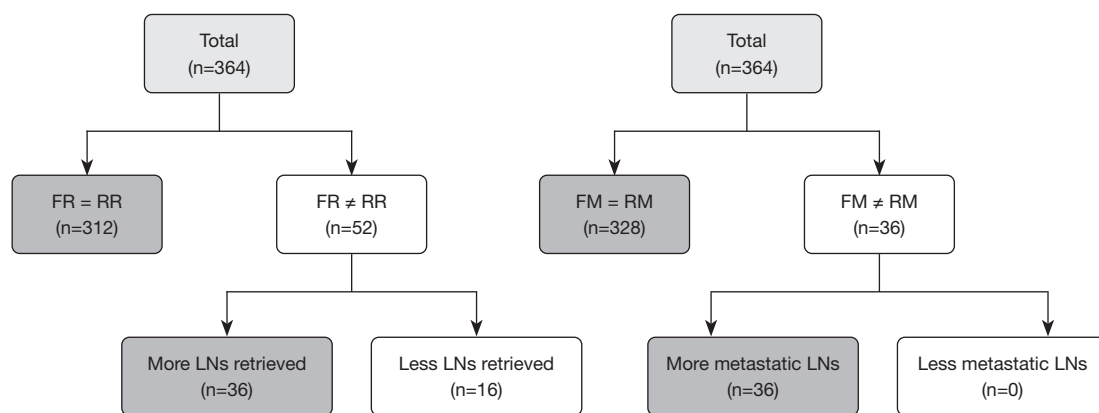 Total
(n=364)
Total
(n=364)
FR = RR
(n=312)
FR ≠ RR
(n=52)
FM = RM
(n=328)
FM ≠ RM
(n=36)
More LNs retrieved
(n=36)
Less LNs retrieved
(n=16)
More metastatic LNs
(n=36)
Less metastatic LNs
(n=0)